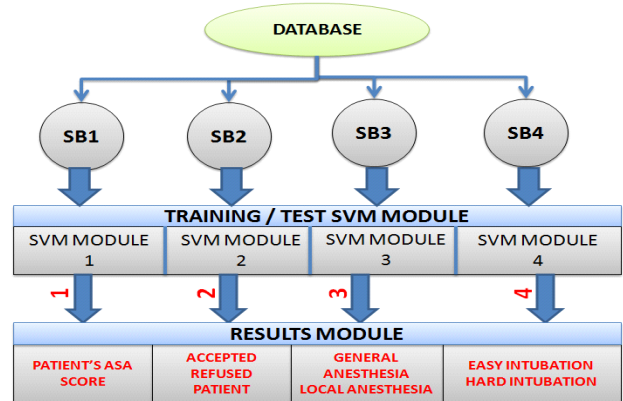 DATABASE
SB1
SB2
SB3
SB4
TRAINING / TEST SVM MODULE
SVM MODULE
1
SVM MODULE
2
SVM MODULE
3
SVM MODULE
4
1
2
3
4
RESULTS MODULE
PATIENT'S ASA
SCORE
ACCEPTED
REFUSED
PATIENT
GENERAL
ANESTHESIA
LOCAL ANESTHESIA
EASY INTUBATION
HARD INTUBATION